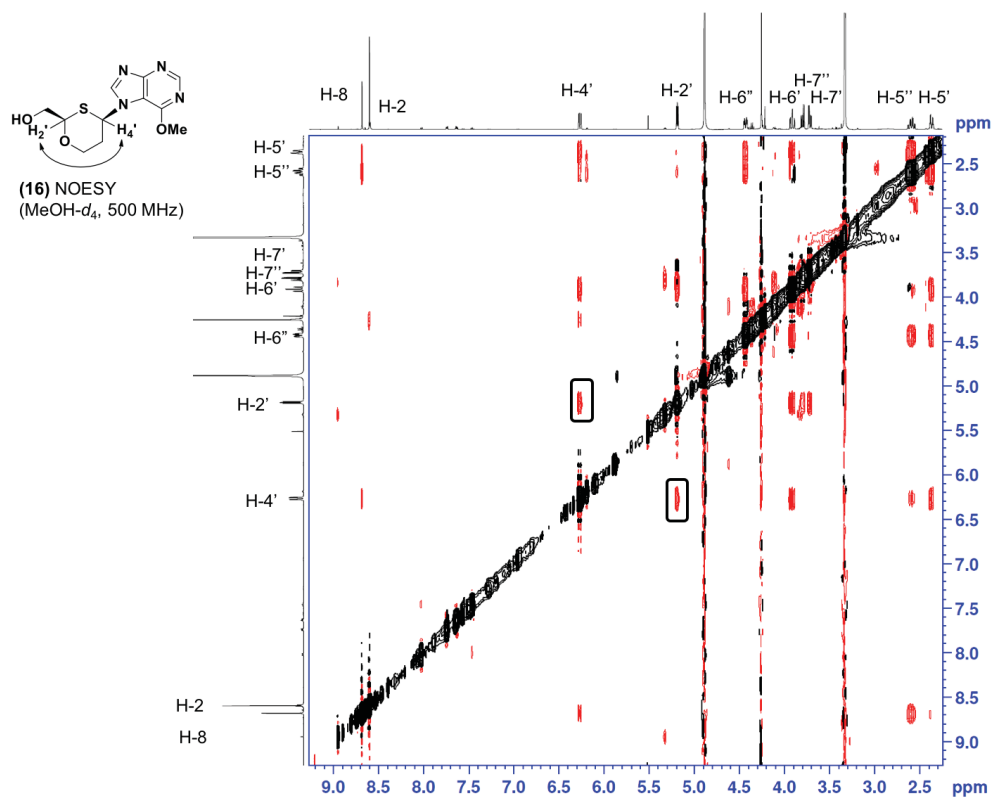 N
N
N
N
OMe
S
HO
H2'
O
H4'
(16) NOESY
(MeOH-d4, 500 MHz)
H-8
H-2
H-4'
H-2'
H-6"
H-6'
H-7''
H-7'
H-5''
H-5'
ppm
H-5'
H-5''
H-7'
H-7''
H-6'
H-6"
H-2'
H-4'
H-2
H-8
2.5
3.0
3.5
4.0
4.5
5.0
5.5
6.0
6.5
7.0
7.5
8.0
8.5
9.0
9.0 8.5 8.0 7.5 7.0 6.5 6.0 5.5 5.0 4.5 4.0 3.5 3.0 2.5 ppm